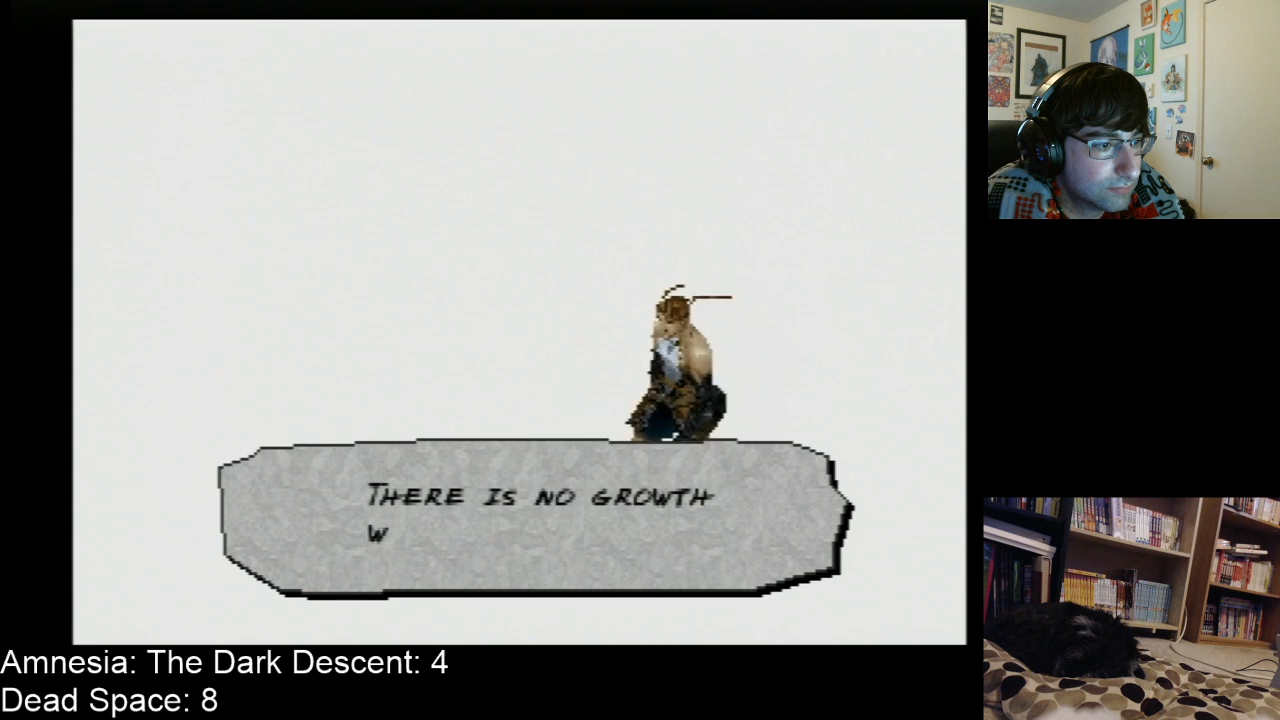 THERE IS NO GROWTH
W
Amnesia: The Dark Descent: 4
Dead Space: 8